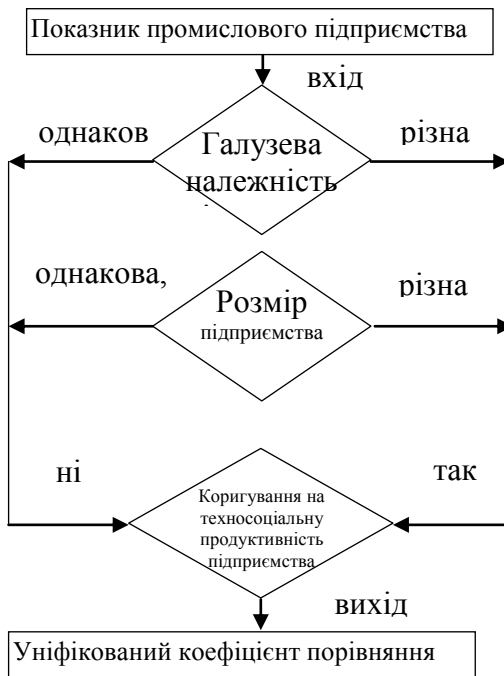 Показник промислового підприємства
вхід
однаков
різна
Галузева
належність
однакова,
різна
Розмір
підприємства
ні
так
Коригування на
техносоціальну
продуктивність
підприємства
вихід
Уніфікований коефіцієнт порівняння